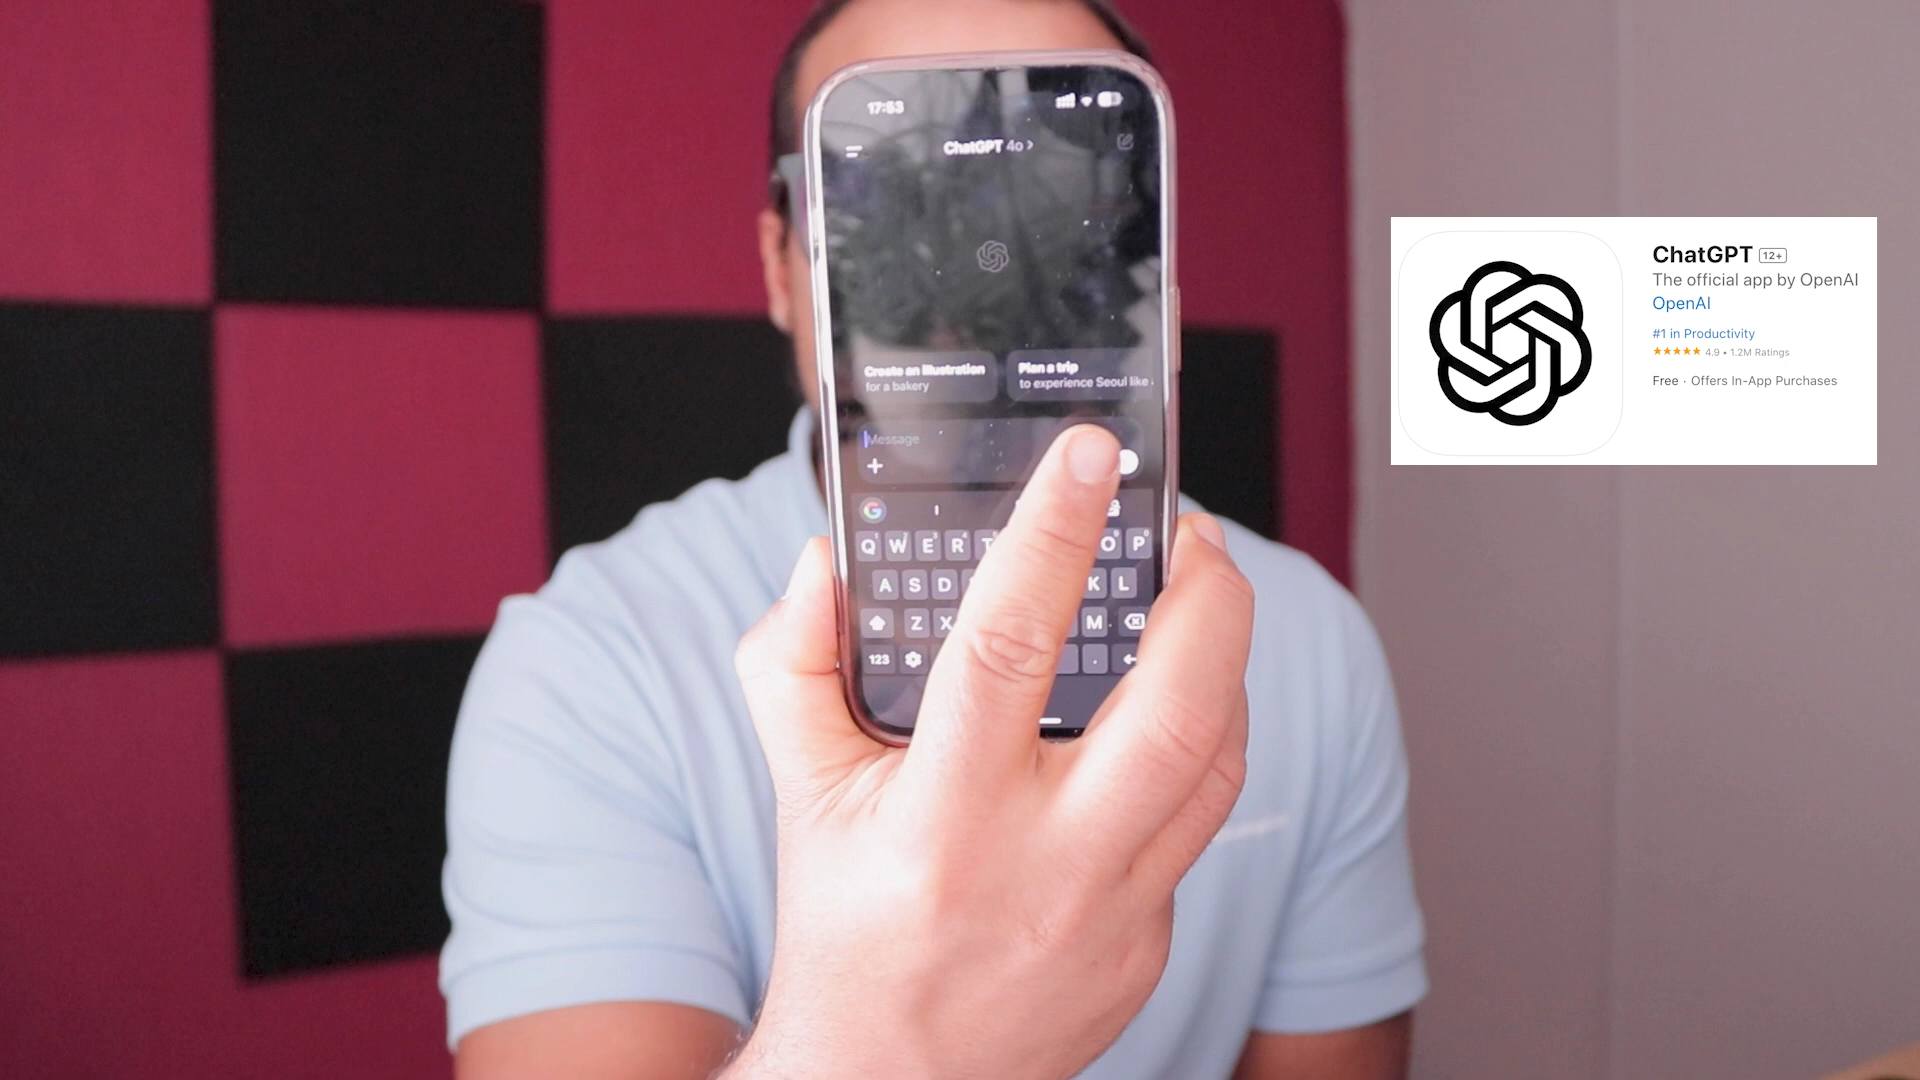 17:53
ChatGPT 4o >
Create an illustration
for a bakery
Plan a trip
to experience Seoul like
Message
G I
Q W E R T O P
A S D K L
Z X M
123 .
ChatGPT 12+
The official app by OpenAI
OpenAI
#1 in Productivity
★★★★★ 4.9 • 1.2M Ratings
Free · Offers In-App Purchases